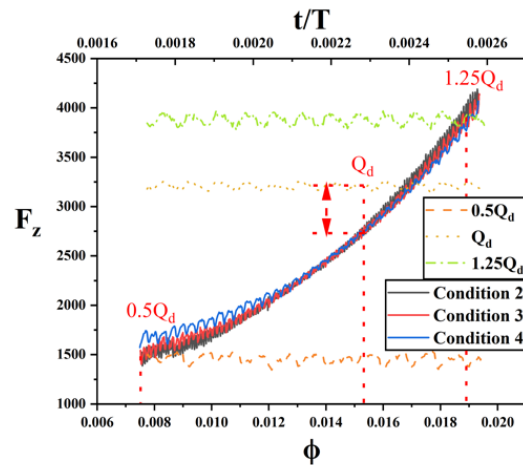 t/T
0.0016 0.0018 0.0020 0.0022 0.0024 0.0026
4500
4000
3500
3000
2500
2000
1500
1000
F_z
1.25Q_d
Q_d
0.5Q_d
0.5Q_d
Q_d
1.25Q_d
Condition 2
Condition 3
Condition 4
0.006 0.008 0.010 0.012 0.014 0.016 0.018 0.020
ϕ